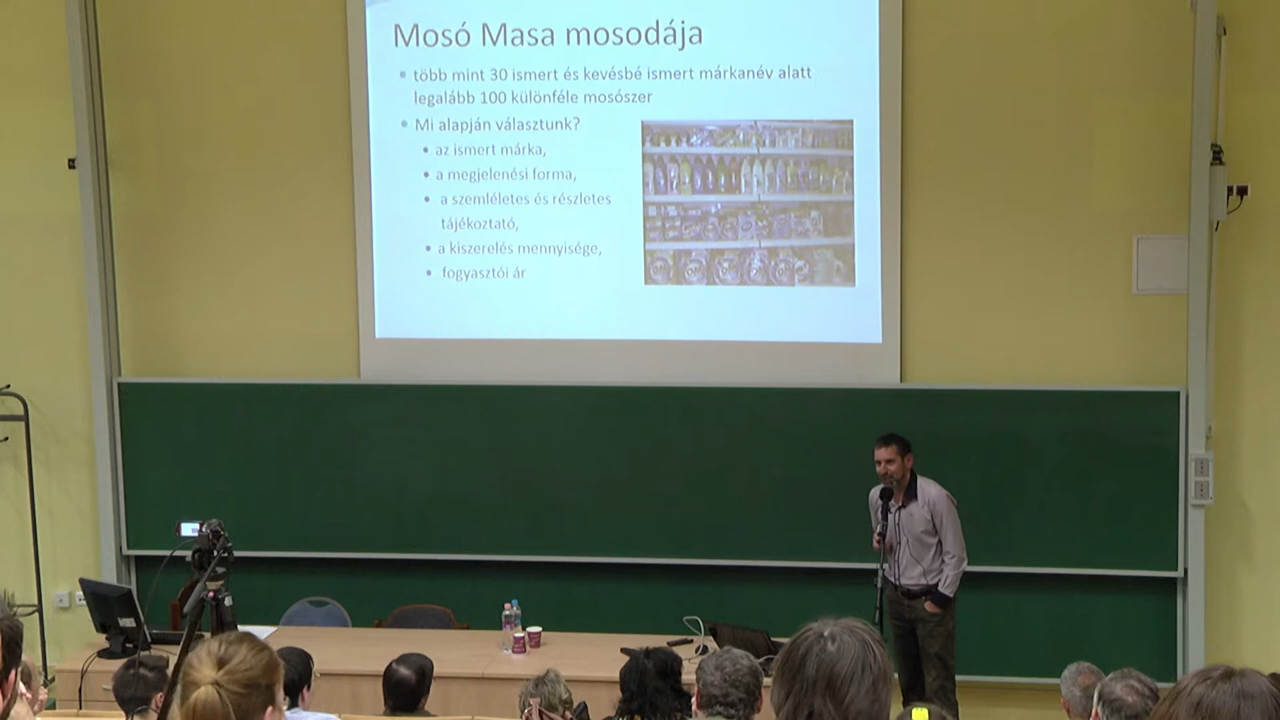 Mosó Masa mosodája
• több mint 30 ismert és kevésbé ismert márkanév alatt
legalább 100 különféle mosószer
• Mi alapján választunk?
• az ismert márka,
• a megjelenési forma,
• a szemléletes és részletes
tájékoztató,
• a kiszerelés mennyisége,
• fogyasztói ár